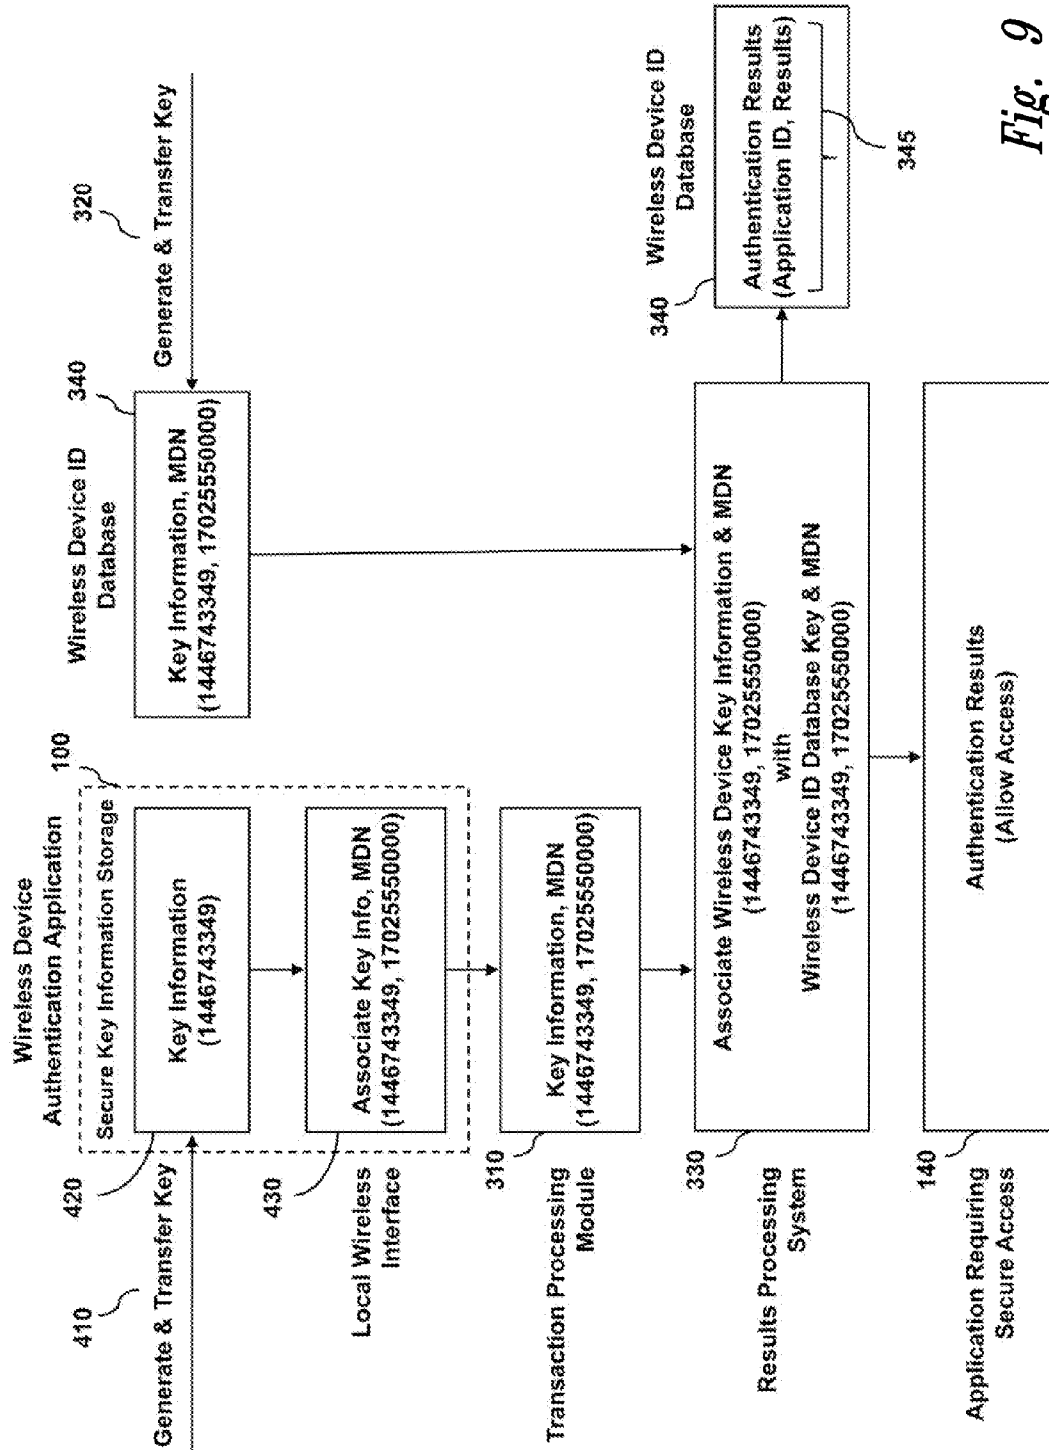 Wireless Device
Authentication Application
100
Secure Key Information Storage
410
Generate & Transfer Key
420
Key Information
(1446743349)
Wireless Device ID
Database
340
Key Information, MDN
(1446743349, 17025550000)
320
Generate & Transfer Key
430
Local Wireless
Interface
Associate Key Info, MDN
(1446743349, 17025550000)
310
Transaction Processing
Module
Key Information, MDN
(1446743349, 17025550000)
330
Results Processing
System
Associate Wireless Device Key Information & MDN
(1446743349, 17025550000)
with
Wireless Device ID Database Key & MDN
(1446743349, 17025550000)
Wireless Device ID
Database
340
Authentication Results
(Application ID, Results)
345
140
Application Requiring
Secure Access
Authentication Results
(Allow Access)
Fig. 9